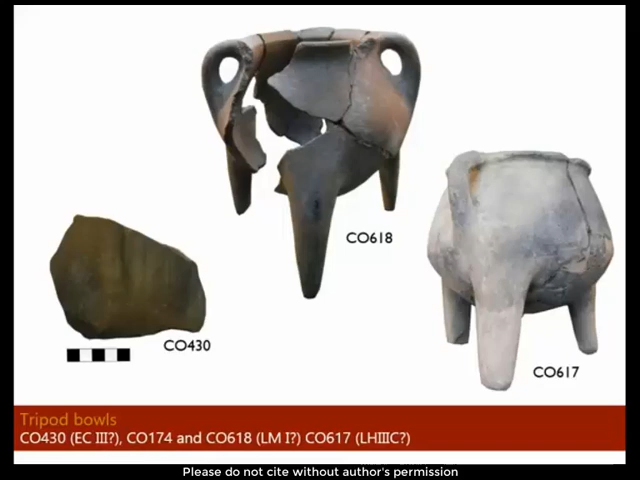 CO618
CO430
CO617
Tripod bowls
CO430 (EC III?), CO174 and CO618 (LM I?) CO617 (LHIIIC?)
Please do not cite without author's permission